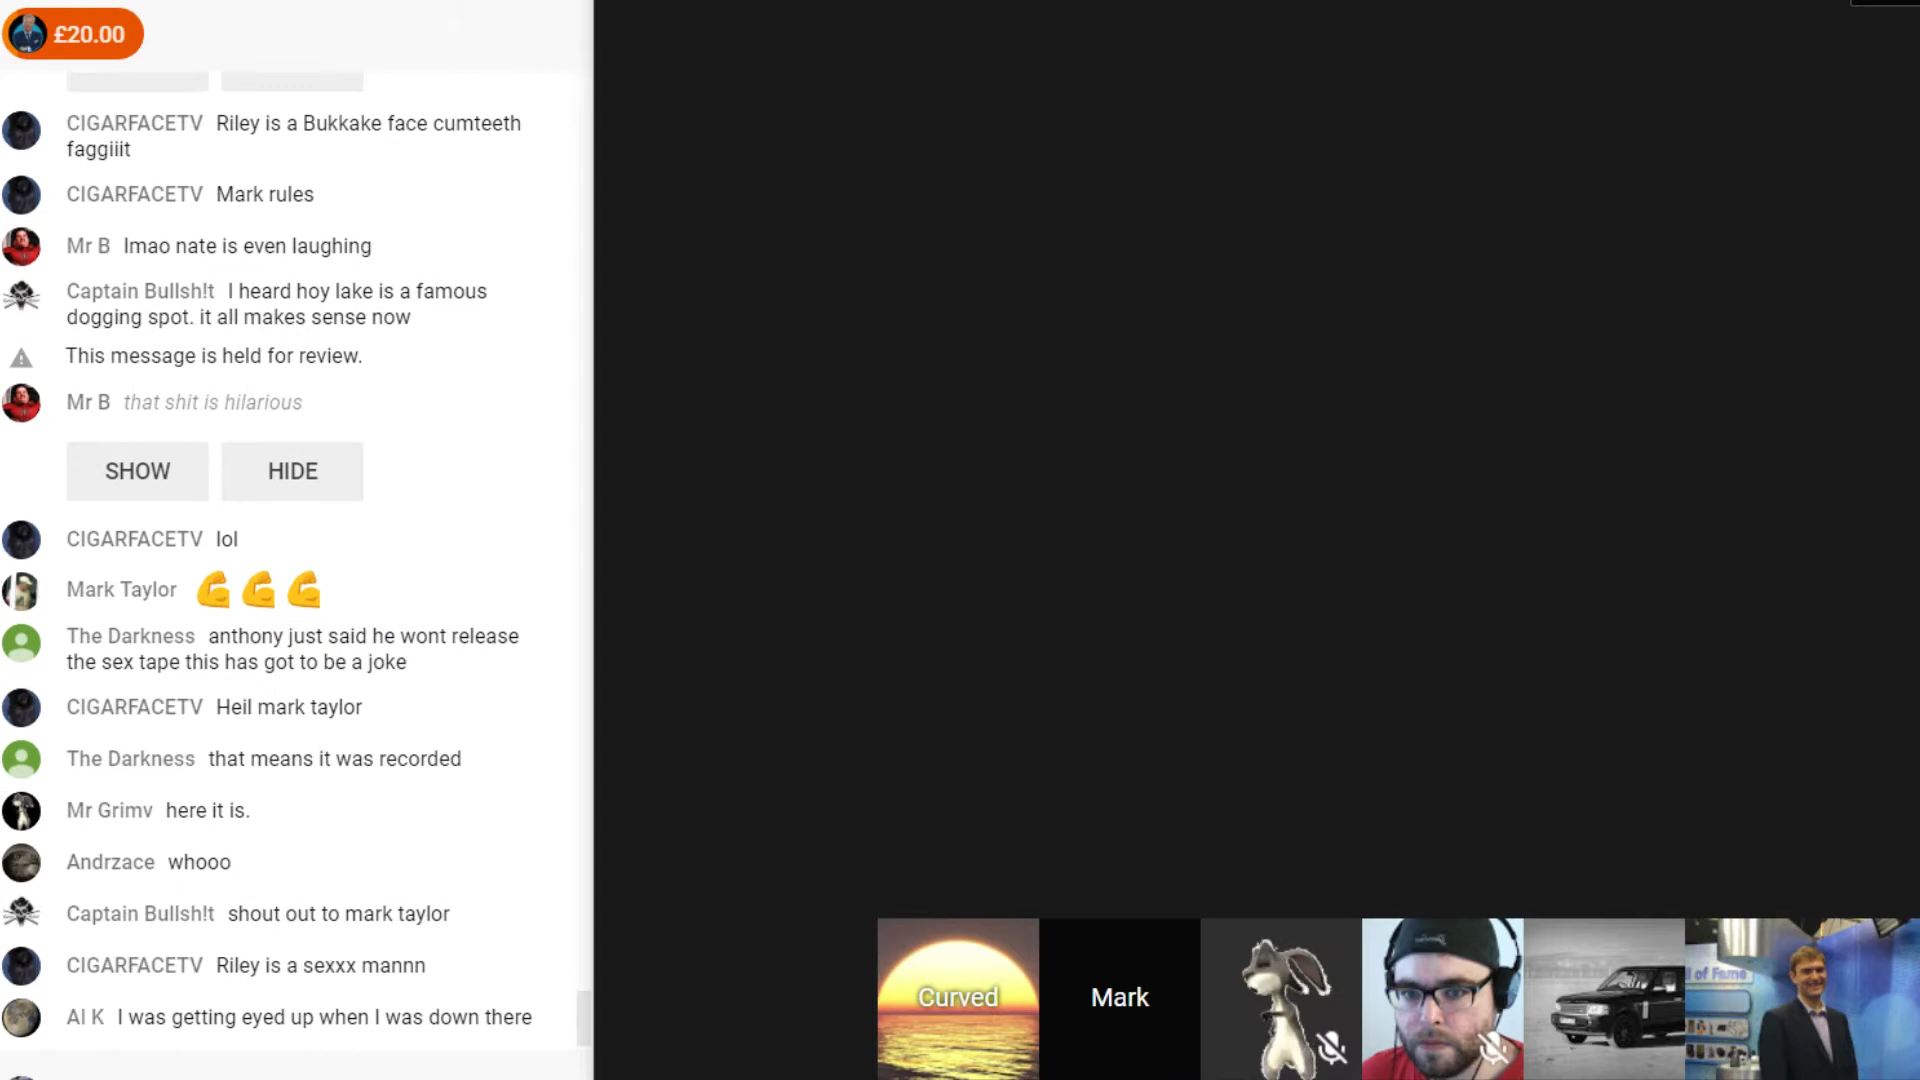 £20.00
CIGARFACETV Riley is a Bukkake face cumteeth
faggiiit
CIGARFACETV Mark rules
Mr B lmao nate is even laughing
Captain Bullsh!t I heard hoy lake is a famous
dogging spot. it all makes sense now
This message is held for review.
Mr B that shit is hilarious
SHOW HIDE
CIGARFACETV lol
Mark Taylor 💪💪💪
The Darkness anthony just said he wont release
the sex tape this has got to be a joke
CIGARFACETV Heil mark taylor
The Darkness that means it was recorded
Mr Grimv here it is.
Andrzace whooo
Captain Bullsh!t shout out to mark taylor
CIGARFACETV Riley is a sexxx mannn
Al K I was getting eyed up when I was down there
Curved
Mark
of Fame